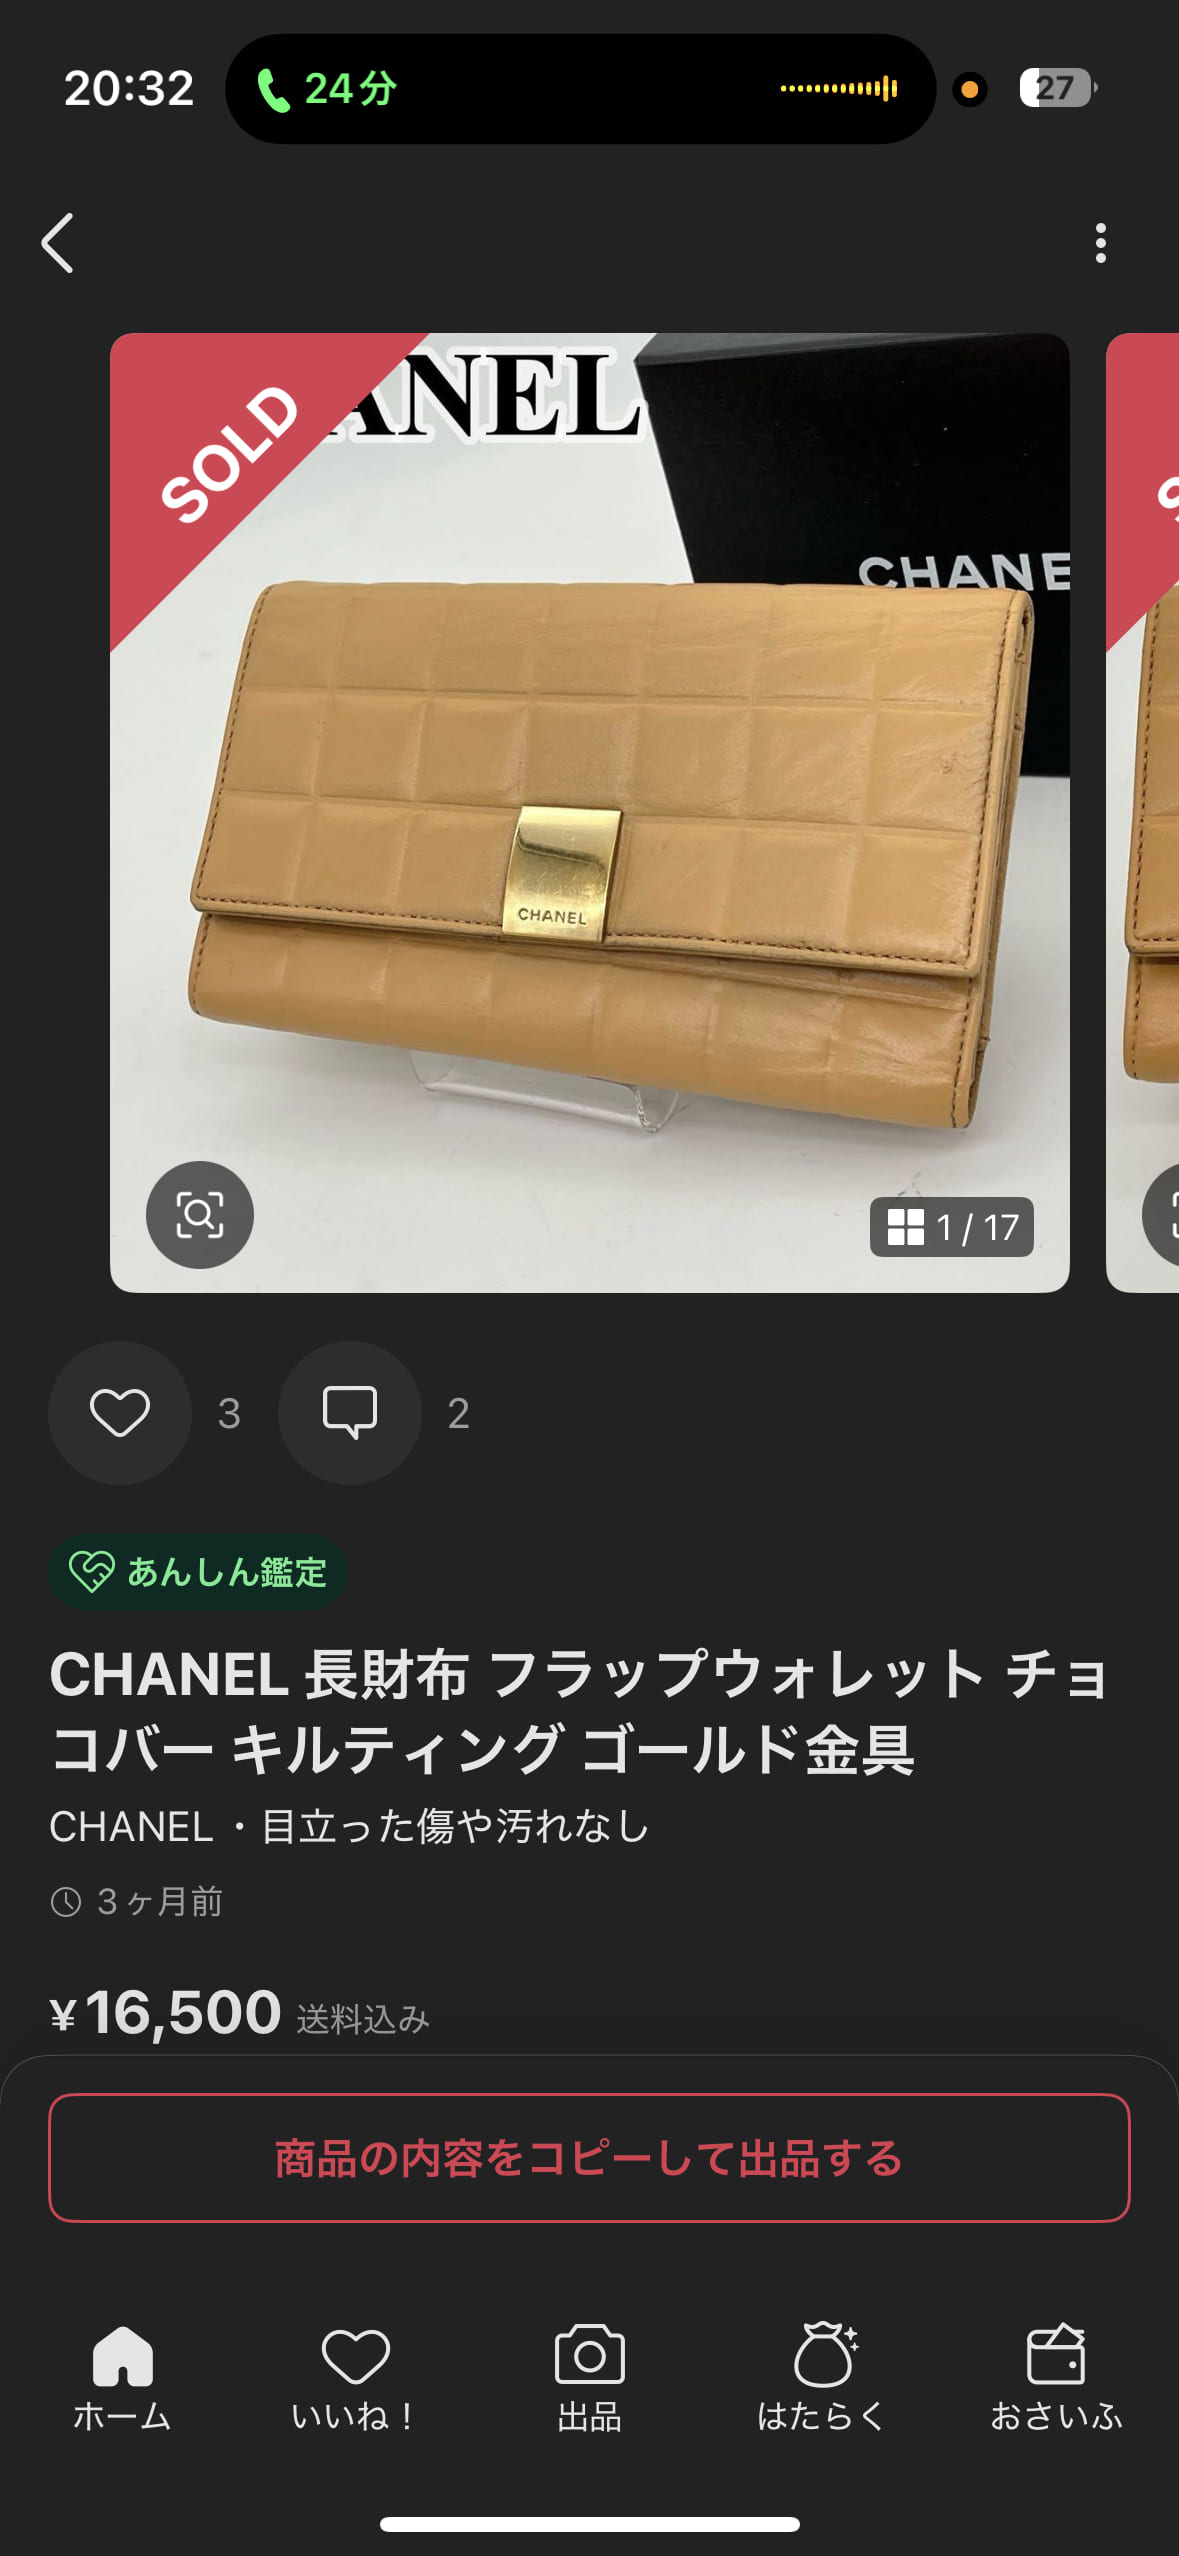 20:32
24分
27
SOLD
ANEL
CHANE
CHANEL
1 / 17
3
2
あんしん鑑定
CHANEL 長財布 フラップウォレット チョ
コバー キルティング ゴールド金具
CHANEL・目立った傷や汚れなし
3ヶ月前
¥16,500 送料込み
商品の内容をコピーして出品する
ホーム
いいね！
出品
はたらく
おさいふ